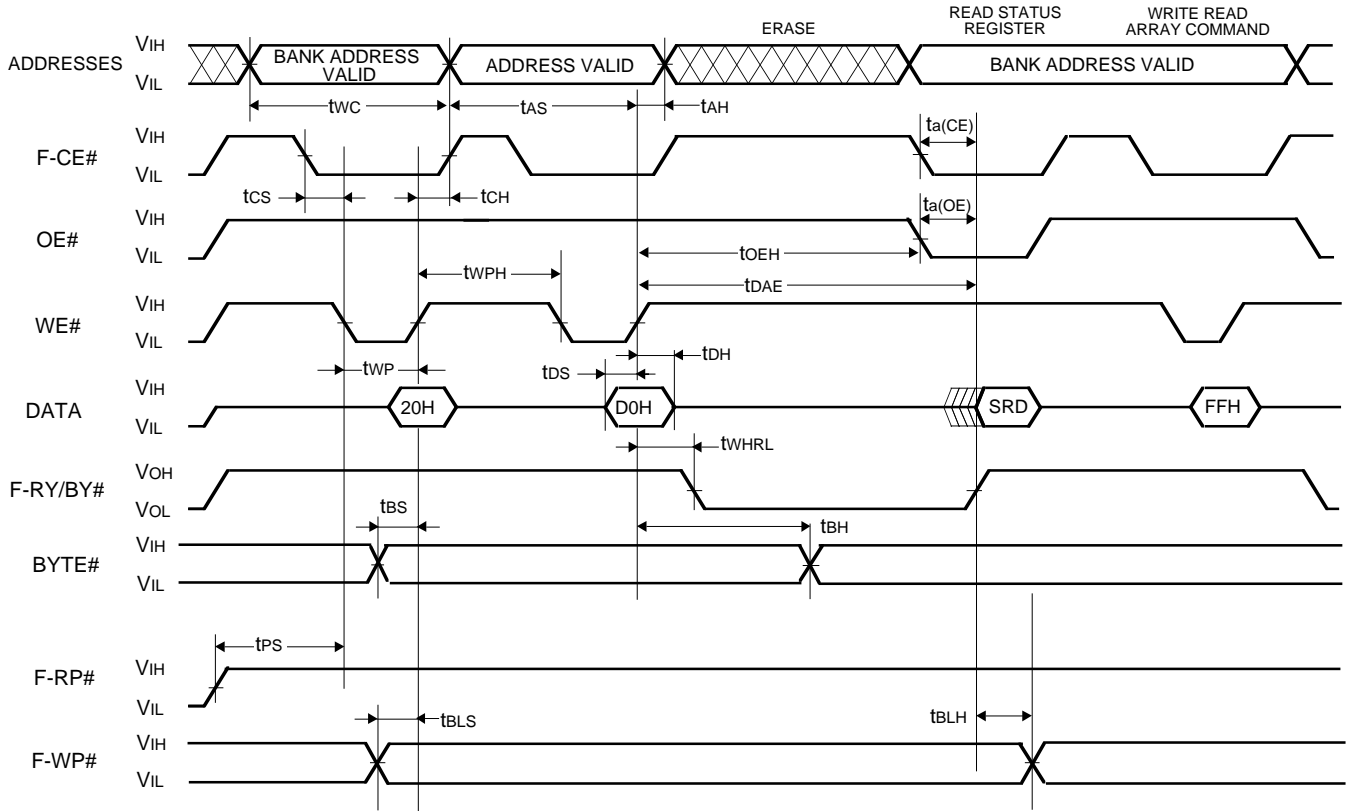 ERASE
READ STATUS
REGISTER
WRITE READ
ARRAY COMMAND
ADDRESSES
VIH
VIL
BANK ADDRESS
VALID
ADDRESS VALID
BANK ADDRESS VALID
tWC
tAS
tAH
F-CE#
VIH
VIL
ta(CE)
tCS
tCH
OE#
VIH
VIL
ta(OE)
tOEH
tWPH
tDAE
WE#
VIH
VIL
tWP
tDS
tDH
DATA
VIH
VIL
20H
D0H
SRD
FFH
tWHRL
F-RY/BY#
VOH
VOL
tBS
tBH
BYTE#
VIH
VIL
tPS
F-RP#
VIH
VIL
tBLS
tBLH
F-WP#
VIH
VIL